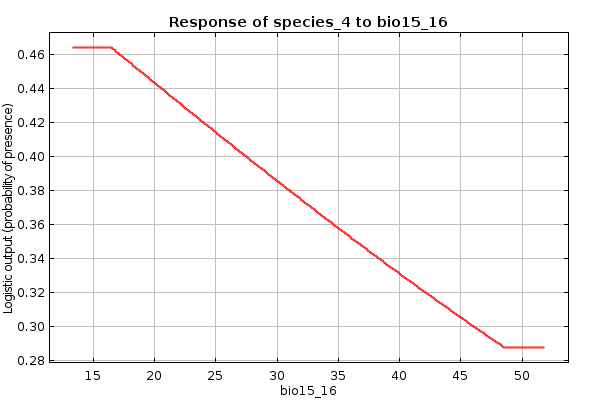 Response of species_4 to bio15_16
Logistic output (probability of presence)
0.46
0.44
0.42
0.40
0.38
0.36
0.34
0.32
0.30
0.28
15 20 25 30 35 40 45 50
bio15_16